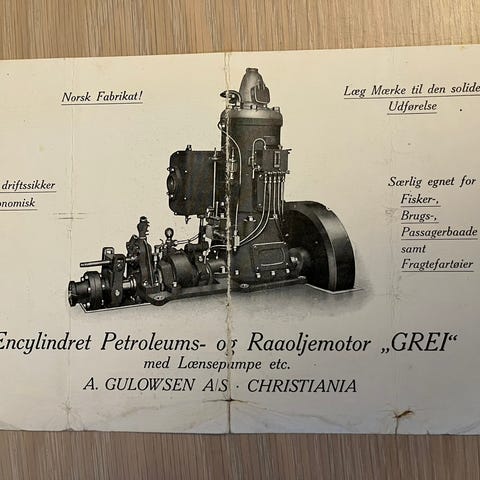 Norsk Fabrikat!
Læg Mærke til den solide
Udførelse
driftssikker
onomisk
Særlig egnet for
Fisker-,
Brugs-,
Passagerbaade
samt
Fragtefartøier
Encylindret Petroleums- og Raaoljemotor „GREI"
med Lænsepumpe etc.
A. GULOWSEN A/S · CHRISTIANIA